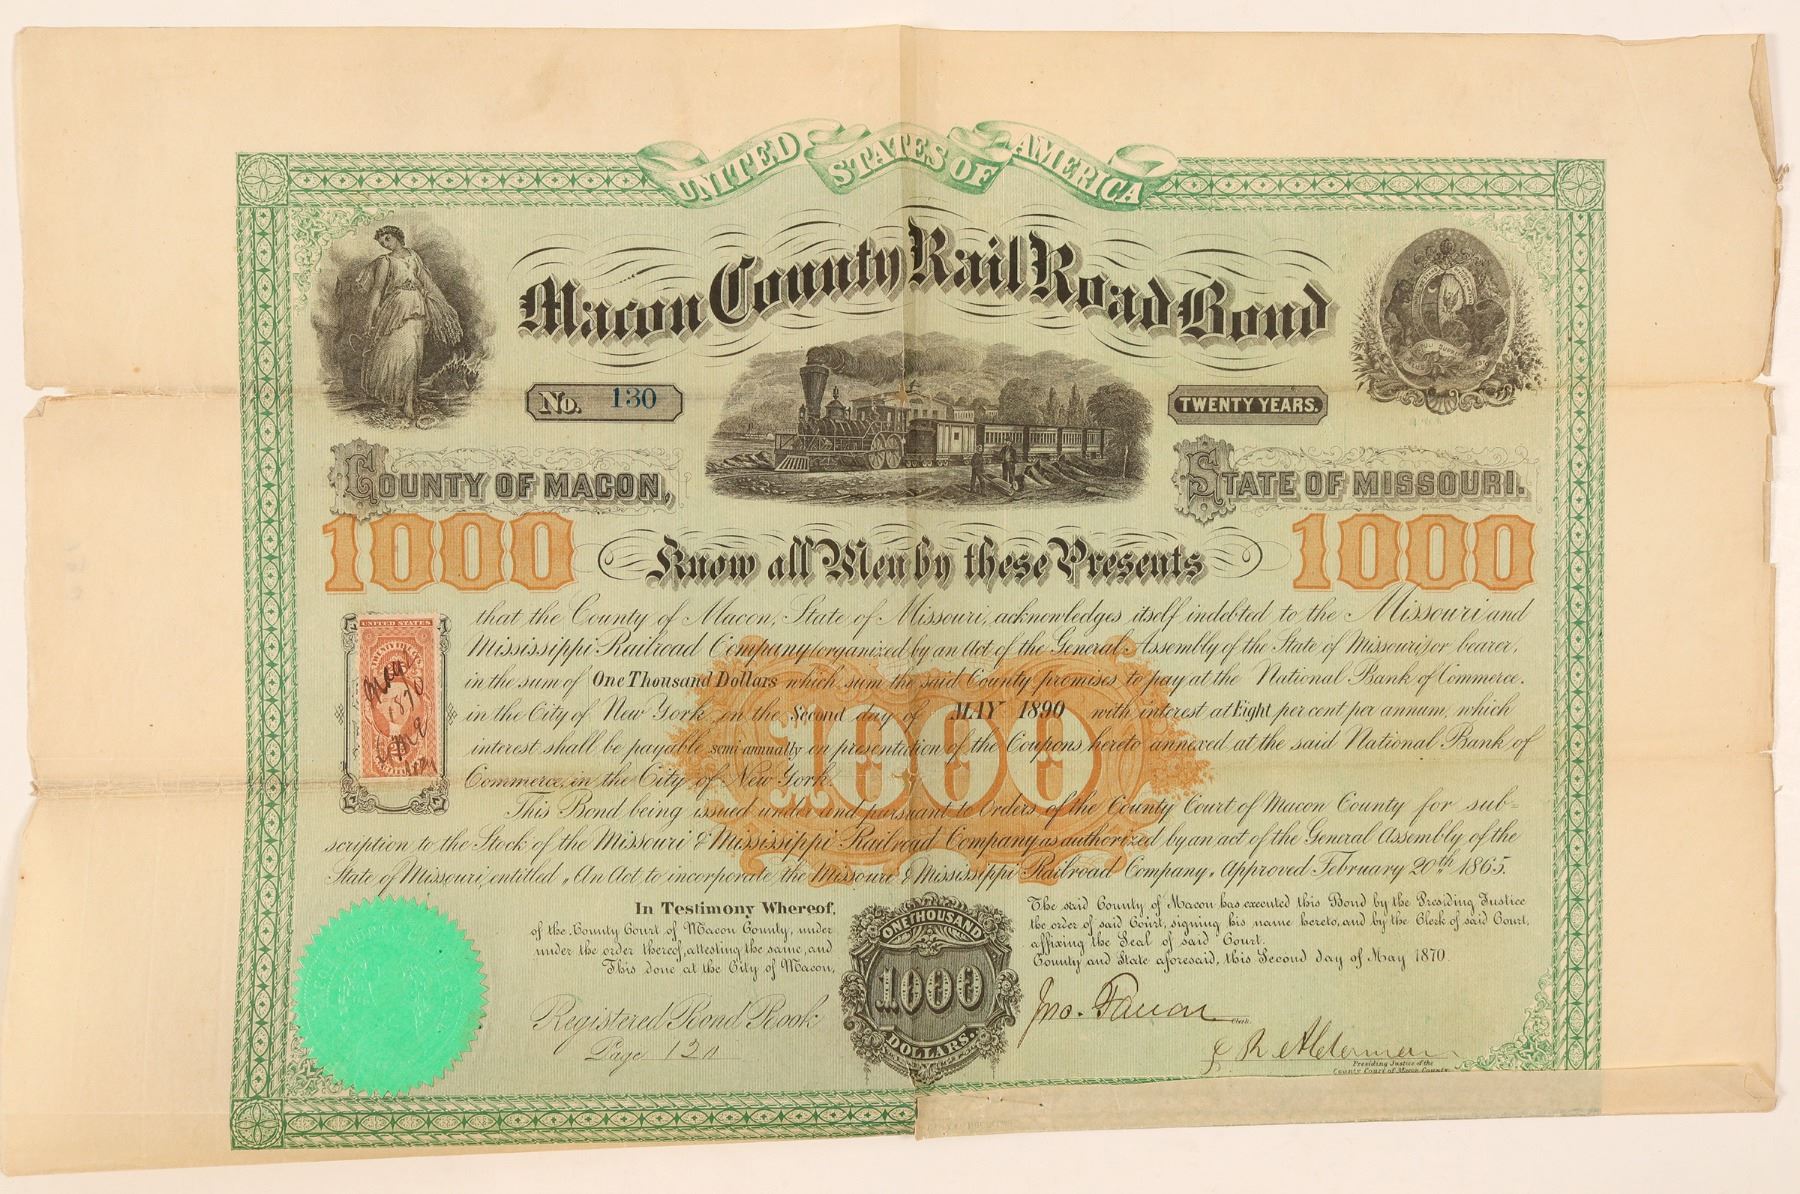 UNITED STATES OF AMERICA
Macon County Rail Road Bond
No. 130
TWENTY YEARS.
COUNTY OF MACON,
STATE OF MISSOURI.
1000
Know all Men by these Presents
1000
that the County of Macon, State of Missouri, acknowledges itself indebted to the Missouri and
Mississippi Railroad Company (organized by an Act of the General Assembly of the State of Missouri) or bearer,
in the sum of One Thousand Dollars which sum the said County promises to pay at the National Bank of Commerce.
in the City of New York, on the Second day of MAY 1890 with interest at Eight per cent per annum, which
interest shall be payable semi-annually on presentation of the Coupons hereto annexed at the said National Bank of
Commerce, in the City of New York.
This Bond being issued under and pursuant to Orders of the County Court of Macon County for sub=
scription to the Stock of the Missouri & Mississippi Railroad Company as authorized by an act of the General Assembly of the
State of Missouri, entitled „An Act to incorporate the Missouri & Mississippi Railroad Company„ Approved February 20th 1865.
1000
UNITED STATES
May
1870
In Testimony Whereof, The said County of Macon has executed this Bond by the Presiding Justice
of the County Court of Macon County, under the order of said Court, signing his name hereto, and by the Clerk of said Court,
under the order thereof, attesting the same, and affixing the Seal of said Court.
This done at the City of Macon, County and State aforesaid, this Second day of May 1870.
ONE THOUSAND
1000
DOLLARS.
Registered Bond Book
Page 120
Clerk.
Presiding Justice of the
County Court of Macon County.